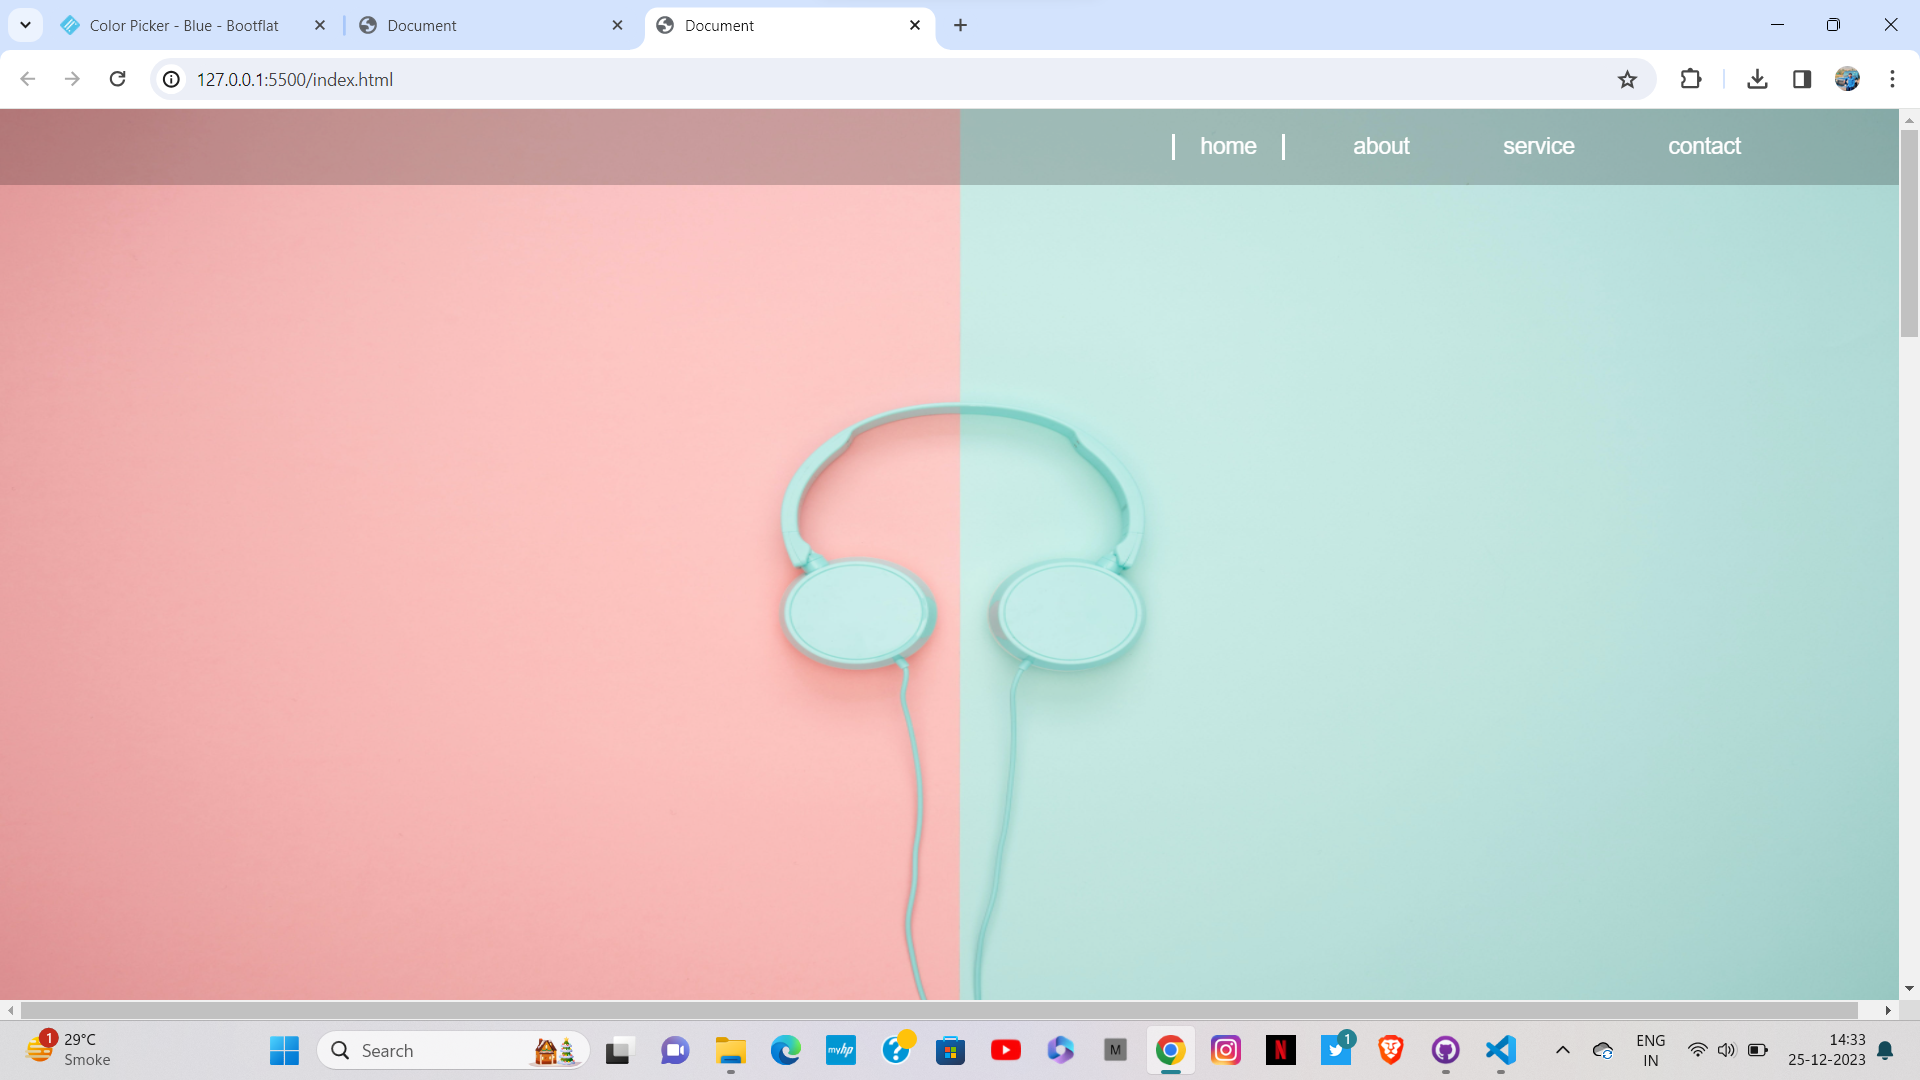 Color Picker - Blue - Bootflat
Document
Document
127.0.0.1:5500/index.html
home
about
service
contact
1
29°C
Smoke
Search
myhp
M
N
1
ENG
IN
14:33
25-12-2023